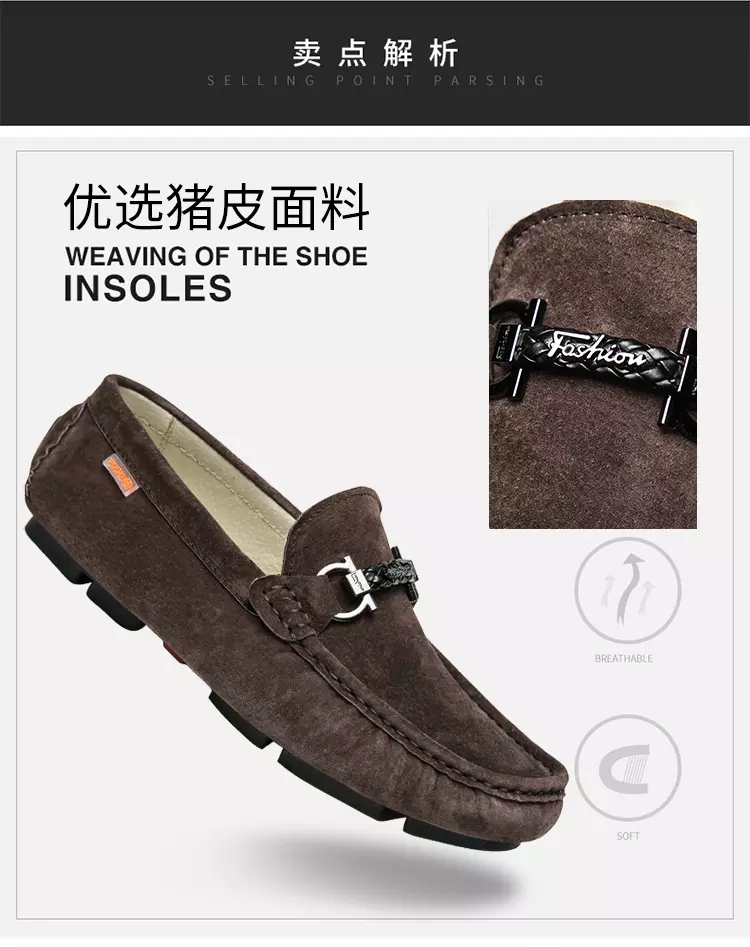 卖点解析
SELLING POINT PARSING
优选猪皮面料
WEAVING OF THE SHOE
INSOLES
Fashion
BREATHABLE
SOFT